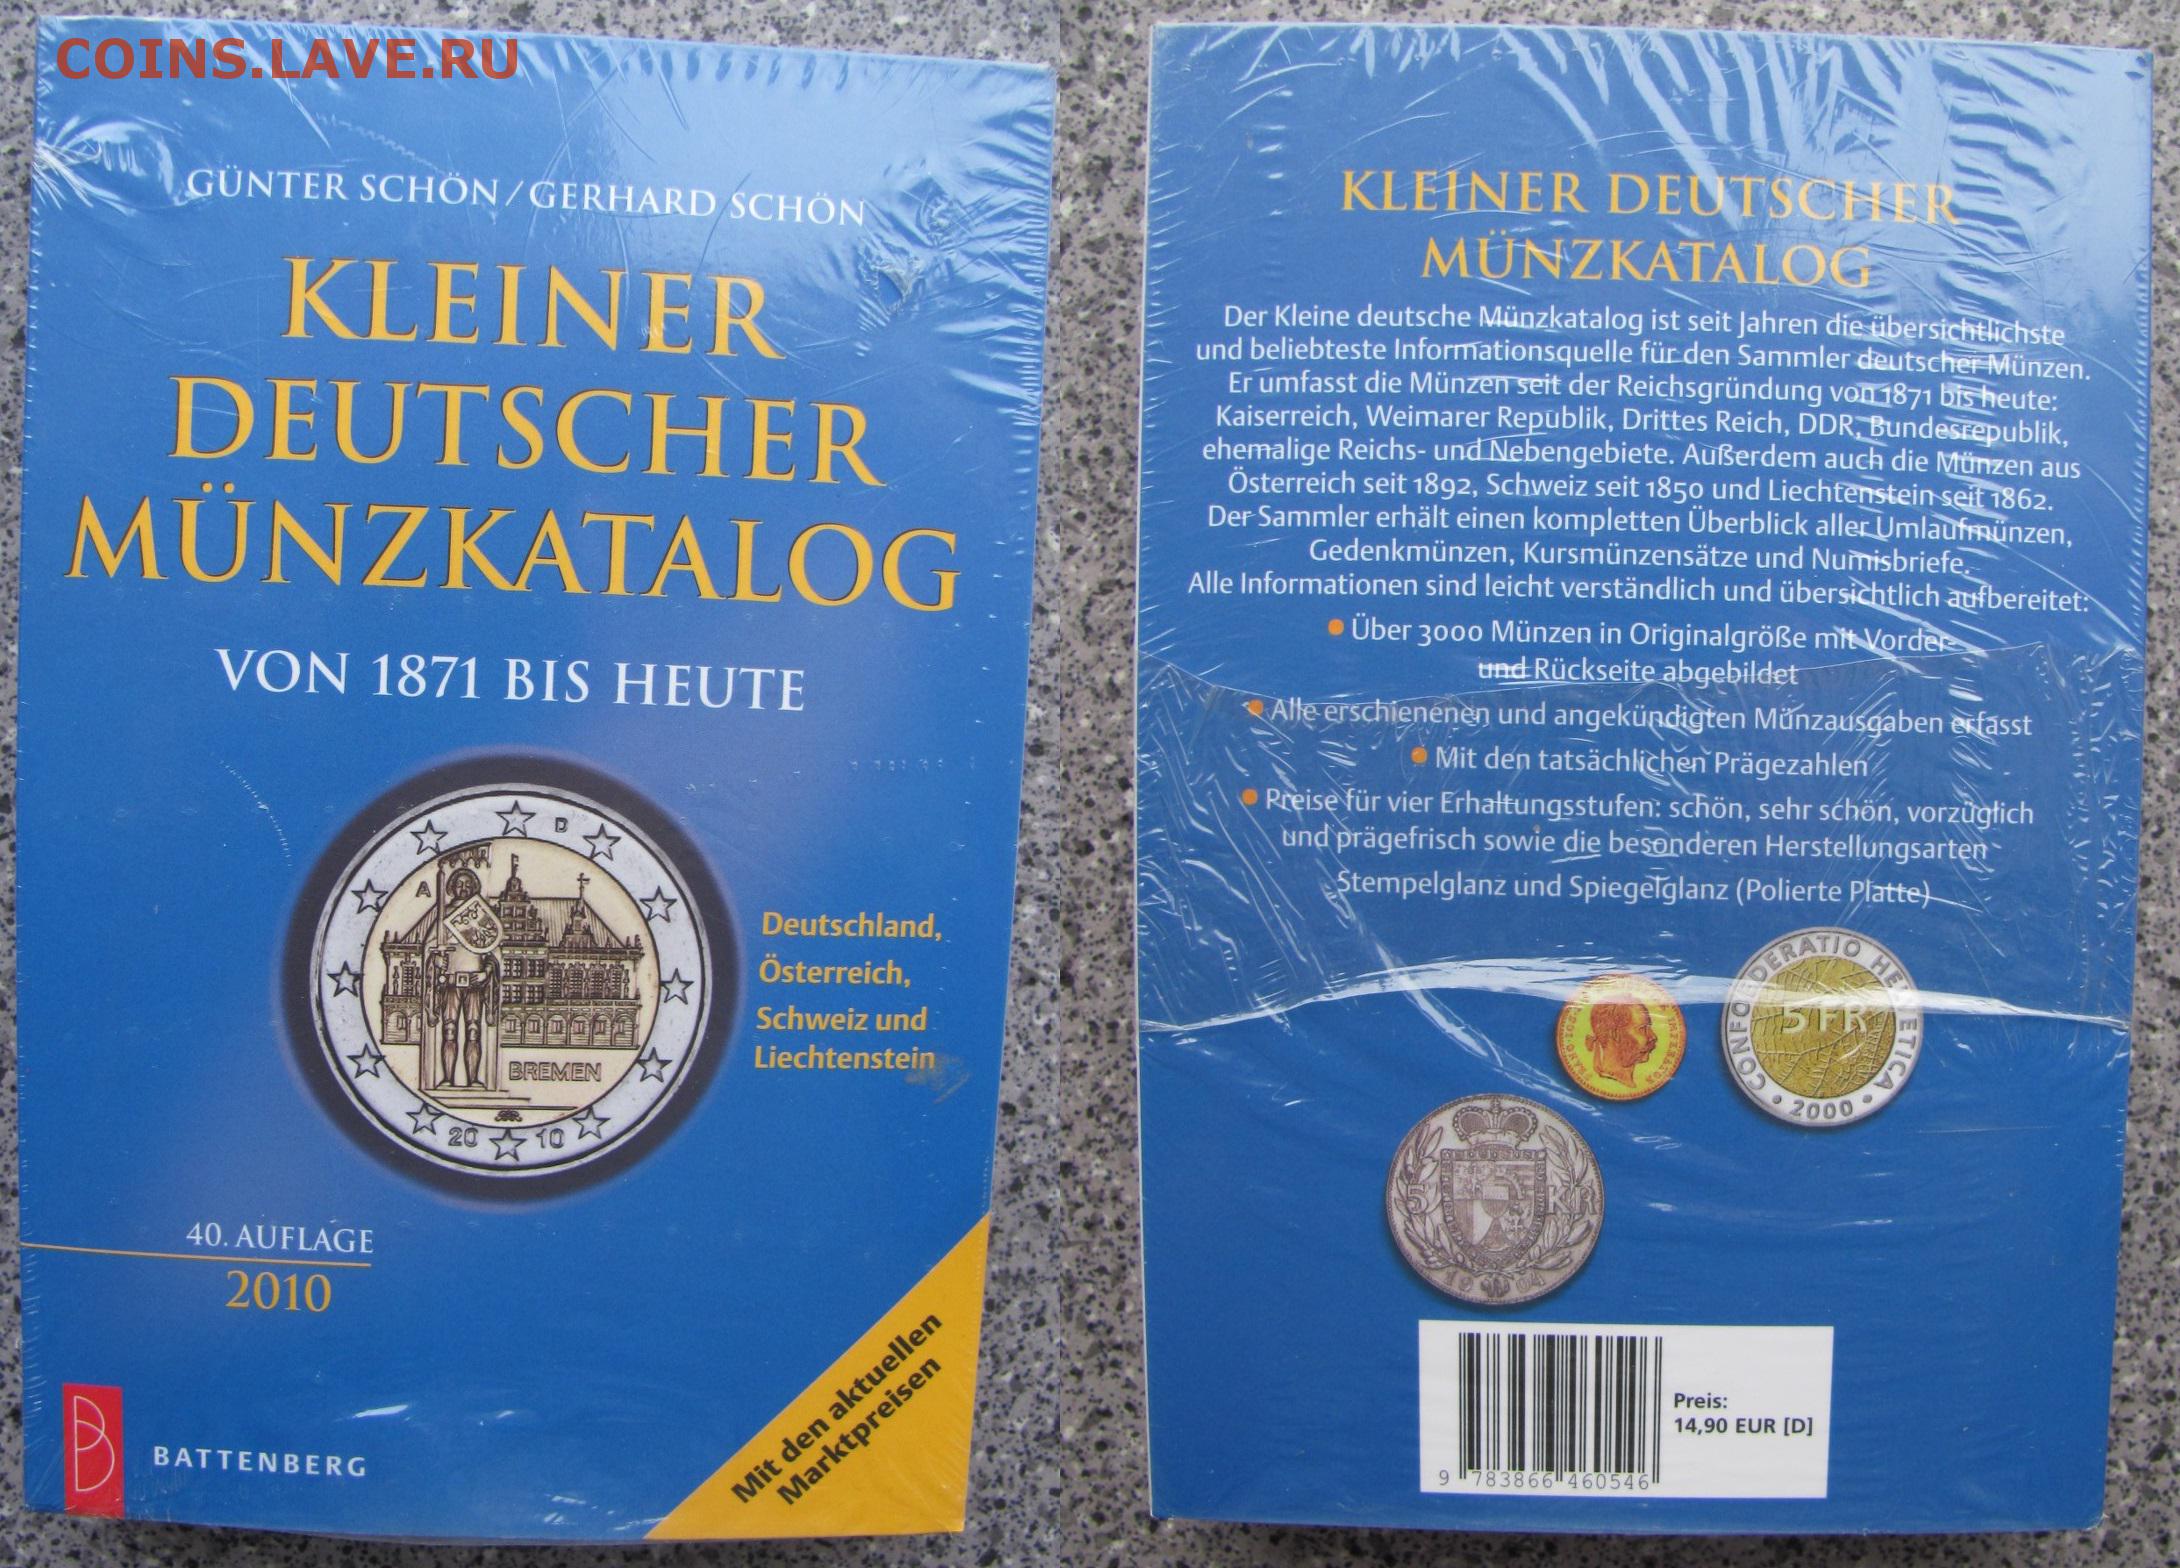 COINS.LAVE.RU
GÜNTER SCHÖN / GERHARD SCHÖN
KLEINER
DEUTSCHER
MÜNZKATALOG
VON 1871 BIS HEUTE
D
A
BREMEN
20 10
Deutschland,
Österreich,
Schweiz und
Liechtenstein
40. AUFLAGE
2010
Mit den aktuellen
Marktpreisen
BATTENBERG
KLEINER DEUTSCHER
MÜNZKATALOG
Der Kleine deutsche Münzkatalog ist seit Jahren die übersichtlichste
und beliebteste Informationsquelle für den Sammler deutscher Münzen.
Er umfasst die Münzen seit der Reichsgründung von 1871 bis heute:
Kaiserreich, Weimarer Republik, Drittes Reich, DDR, Bundesrepublik,
ehemalige Reichs- und Nebengebiete. Außerdem auch die Münzen aus
Österreich seit 1892, Schweiz seit 1850 und Liechtenstein seit 1862.
Der Sammler erhält einen kompletten Überblick aller Umlaufmünzen,
Gedenkmünzen, Kursmünzensätze und Numisbriefe.
Alle Informationen sind leicht verständlich und übersichtlich aufbereitet:
• Über 3000 Münzen in Originalgröße mit Vorder-
und Rückseite abgebildet
• Alle erschienenen und angekündigten Münzausgaben erfasst
• Mit den tatsächlichen Prägezahlen
• Preise für vier Erhaltungsstufen: schön, sehr schön, vorzüglich
und prägefrisch sowie die besonderen Herstellungsarten
Stempelglanz und Spiegelglanz (Polierte Platte)
CONFOEDERATIO HELVETICA
5 FR
• 2000 •
5 KR
1904
Preis:
14,90 EUR [D]
9 783866 460546